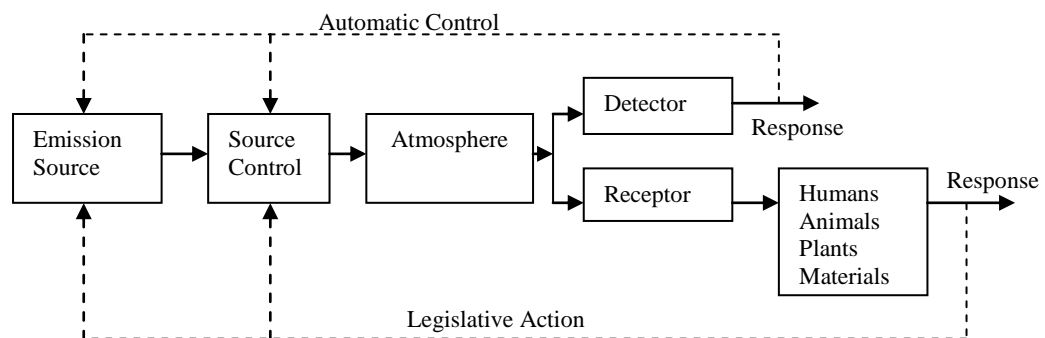 Automatic Control
Detector
Response
Emission
Source
Source
Control
Atmosphere
Receptor
Humans
Animals
Plants
Materials
Response
Legislative Action